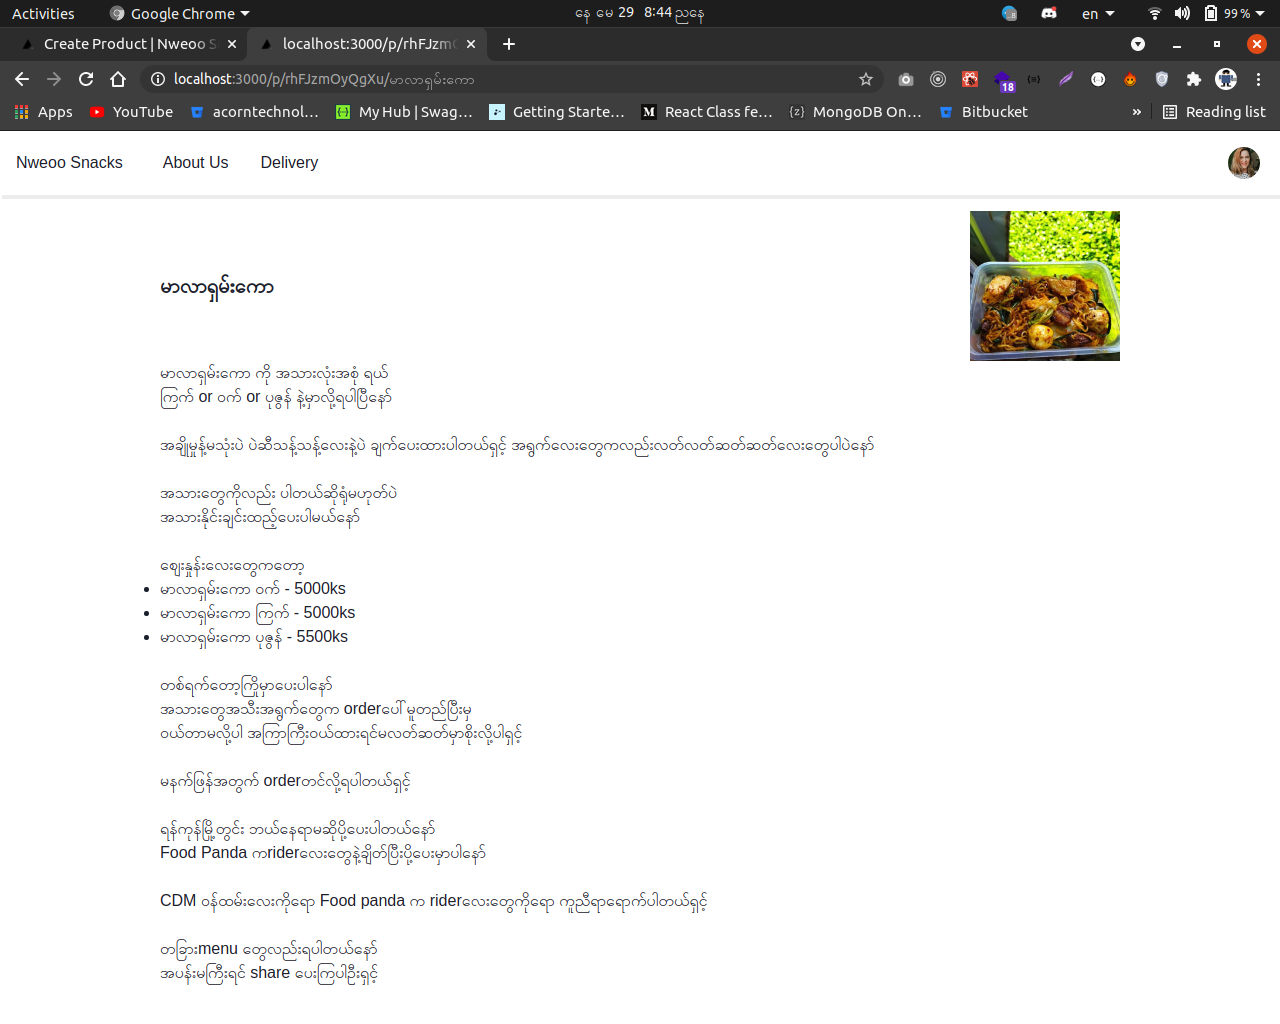 Activities
Google Chrome
နေ မေ 29 8:44 ညနေ
8
en
99 %
Create Product | Nweoo S
localhost:3000/p/rhFJzmO
localhost:3000/p/rhFJzmOyQgXu/မာလာရှမ်းကော
18
Apps
YouTube
acorntechnol…
My Hub | Swag…
Getting Starte…
React Class fe…
MongoDB On…
Bitbucket
»
Reading list
Nweoo Snacks
About Us
Delivery
မာလာရှမ်းကော
မာလာရှမ်းကော ကို အသားလုံးအစုံ ရယ်
ကြက် or ဝက် or ပုဇွန် နဲ့မှာလို့ရပါပြီနော်
အချိုမှုန့်မသုံးပဲ ပဲဆီသန့်သန့်လေးနဲ့ပဲ ချက်ပေးထားပါတယ်ရှင့် အရွက်လေးတွေကလည်းလတ်လတ်ဆတ်ဆတ်လေးတွေပါပဲနော်
အသားတွေကိုလည်း ပါတယ်ဆိုရုံမဟုတ်ပဲ
အသားနိုင်းချင်းထည့်ပေးပါမယ်နော်
ဈေးနှုန်းလေးတွေကတော့
• မာလာရှမ်းကော ဝက် - 5000ks
• မာလာရှမ်းကော ကြက် - 5000ks
• မာလာရှမ်းကော ပုဇွန် - 5500ks
တစ်ရက်တော့ကြိုမှာပေးပါနော်
အသားတွေအသီးအရွက်တွေက orderပေါ်မူတည်ပြီးမှ
ဝယ်တာမလို့ပါ အကြာကြီးဝယ်ထားရင်မလတ်ဆတ်မှာစိုးလို့ပါရှင့်
မနက်ဖြန်အတွက် orderတင်လို့ရပါတယ်ရှင့်
ရန်ကုန်မြို့တွင်း ဘယ်နေရာမဆိုပို့ပေးပါတယ်နော်
Food Panda ကriderလေးတွေနဲ့ချိတ်ပြီးပို့ပေးမှာပါနော်
CDM ဝန်ထမ်းလေးကိုရော Food panda က riderလေးတွေကိုရော ကူညီရာရောက်ပါတယ်ရှင့်
တခြားmenu တွေလည်းရပါတယ်နော်
အပန်းမကြီးရင် share ပေးကြပါဦးရှင့်